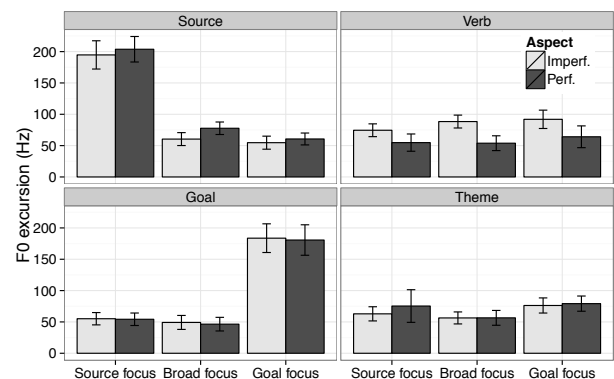 Source
Verb
Aspect
Imperf.
Perf.
F0 excursion (Hz)
200
150
100
50
0
Goal
Theme
200
150
100
50
0
Source focus Broad focus Goal focus Source focus Broad focus Goal focus